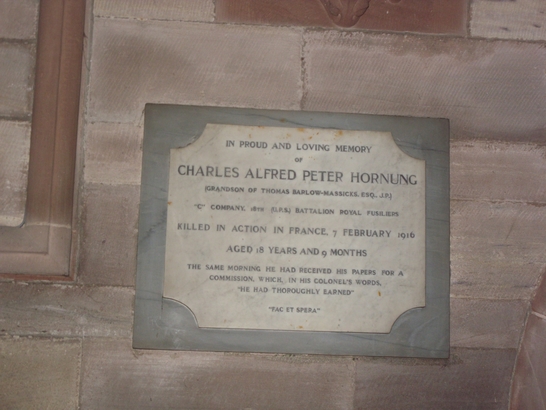 IN PROUD AND LOVING MEMORY
OF
CHARLES ALFRED PETER HORNUNG
(GRANDSON OF THOMAS BARLOW-MASSICKS, ESQ., J.P.)
"C" COMPANY, 18TH (U.P.S.) BATTALION ROYAL FUSILIERS
KILLED IN ACTION IN FRANCE, 7 FEBRUARY 1916
AGED 18 YEARS AND 9 MONTHS
THE SAME MORNING HE HAD RECEIVED HIS PAPERS FOR A
COMMISSION, WHICH, IN HIS COLONEL'S WORDS,
"HE HAD THOROUGHLY EARNED"
"FAC ET SPERA"